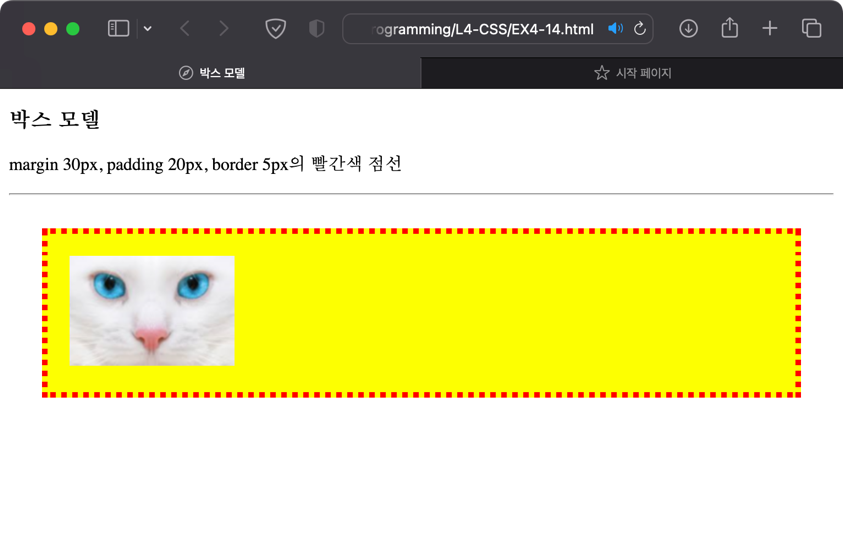 rogramming/L4-CSS/EX4-14.html
박스 모델
시작 페이지
박스 모델
margin 30px, padding 20px, border 5px의 빨간색 점선